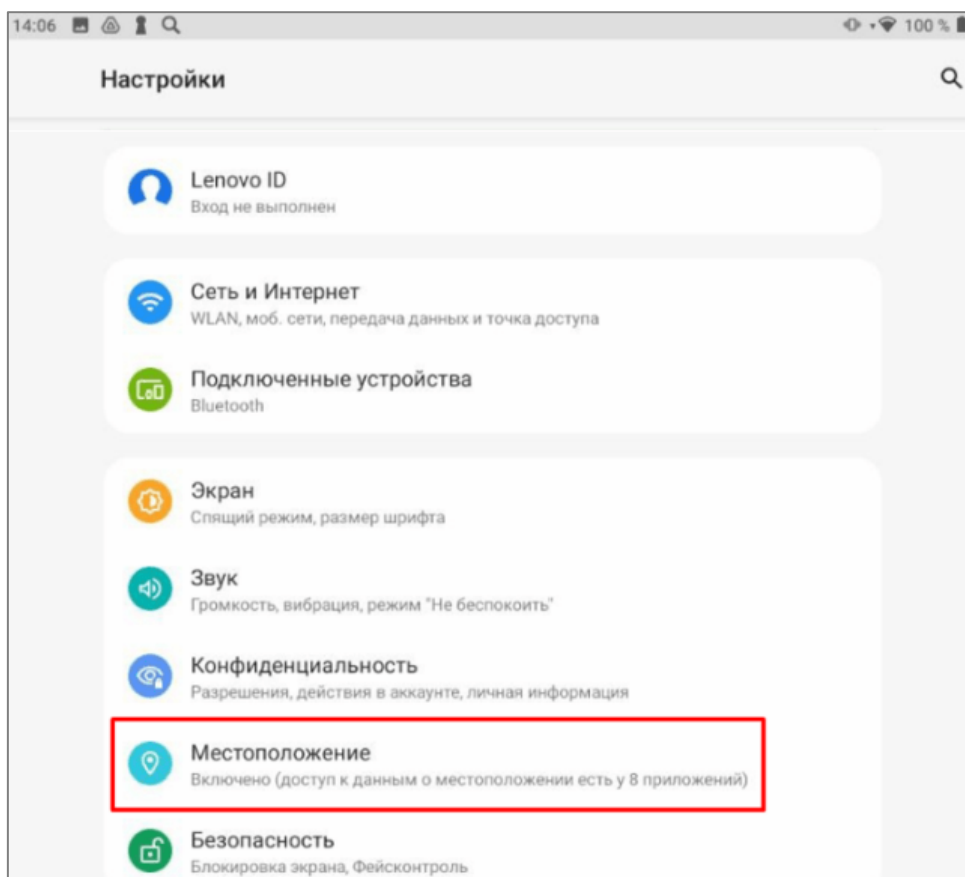 14:06 100 %
Настройки
Lenovo ID
Вход не выполнен
Сеть и Интернет
WLAN, моб. сети, передача данных и точка доступа
Подключенные устройства
Bluetooth
Экран
Спящий режим, размер шрифта
Звук
Громкость, вибрация, режим "Не беспокоить"
Конфиденциальность
Разрешения, действия в аккаунте, личная информация
Местоположение
Включено (доступ к данным о местоположении есть у 8 приложений)
Безопасность
Блокировка экрана, Фейсконтроль